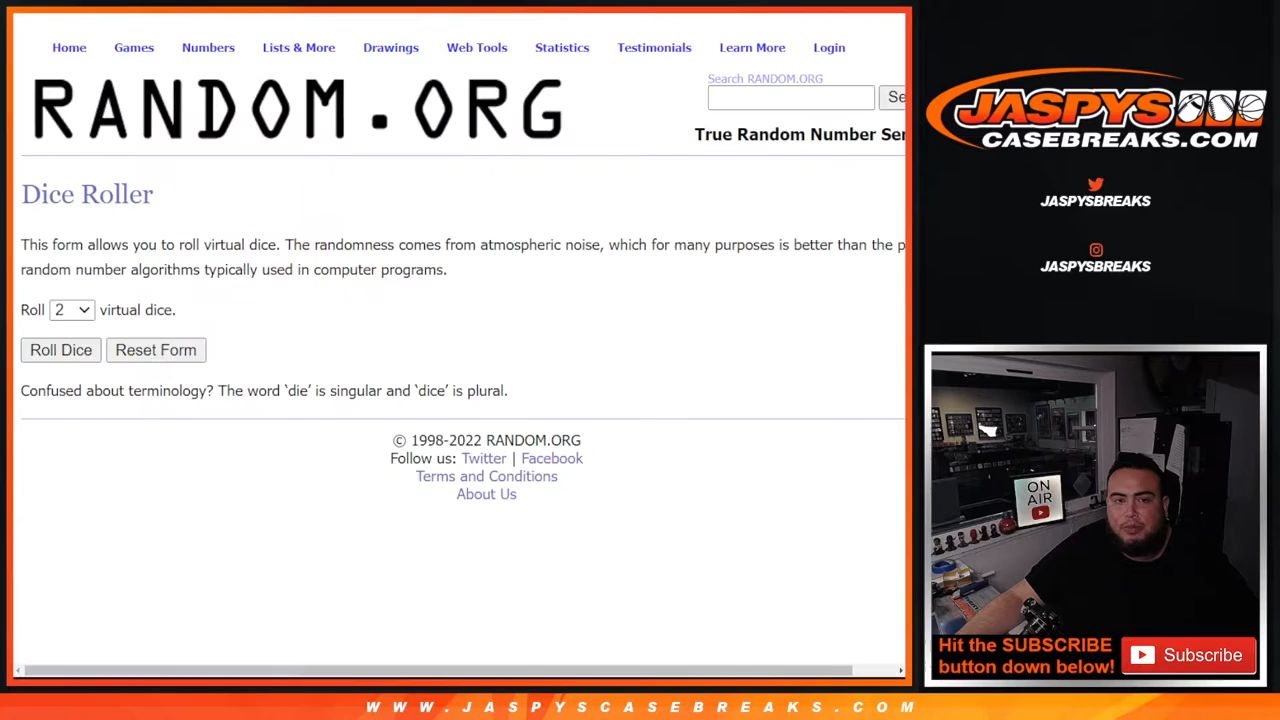 Home Games Numbers Lists & More Drawings Web Tools Statistics Testimonials Learn More Login
RANDOM.ORG
Search RANDOM.ORG
Se
True Random Number Ser
Dice Roller
This form allows you to roll virtual dice. The randomness comes from atmospheric noise, which for many purposes is better than the p
random number algorithms typically used in computer programs.
Roll 2 virtual dice.
Roll Dice Reset Form
Confused about terminology? The word ‘die’ is singular and ‘dice’ is plural.
© 1998-2022 RANDOM.ORG
Follow us: Twitter | Facebook
Terms and Conditions
About Us
JASPYS
CASEBREAKS.COM
JASPYSBREAKS
JASPYSBREAKS
ON
AIR
Hit the SUBSCRIBE
button down below!
Subscribe
WWW.JASPYSCASEBREAKS.COM